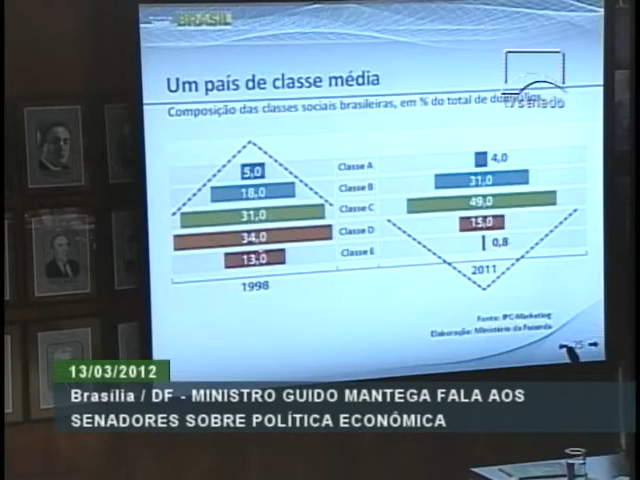 BRASIL
Um país de classe média
tv senado
Composição das classes sociais brasileiras, em % do total de domicílios
5,0 Classe A 4,0
18,0 Classe B 31,0
31,0 Classe C 49,0
34,0 Classe D 15,0
13,0 Classe E 0,8
1998 2011
Fonte: IPC-Marketing
Elaboração: Ministério da Fazenda
25
13/03/2012
Brasília / DF - MINISTRO GUIDO MANTEGA FALA AOS
SENADORES SOBRE POLÍTICA ECONÔMICA